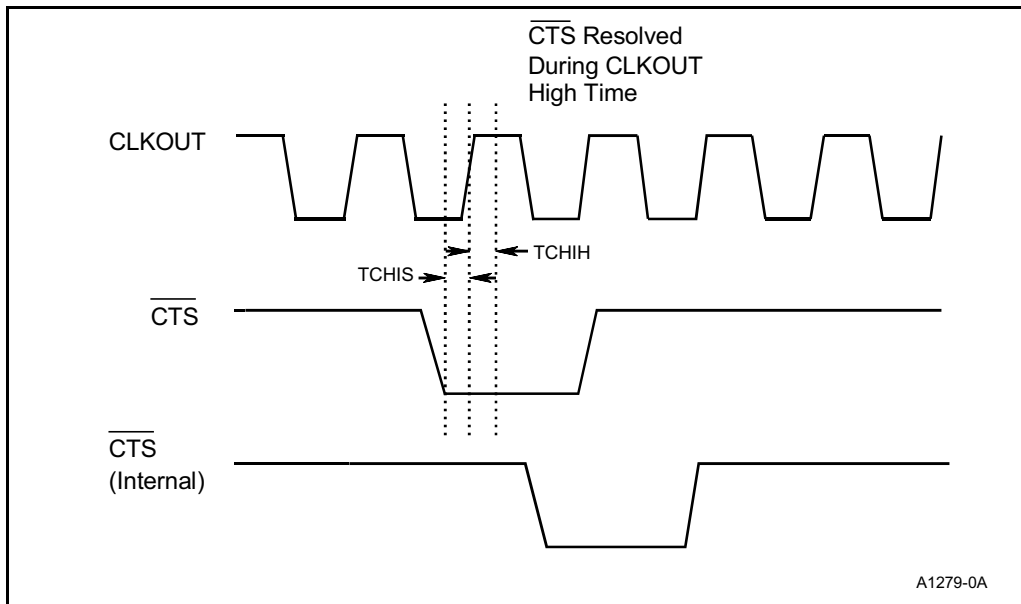 CTS Resolved
During CLKOUT
High Time
CLKOUT
TCHIH
TCHIS
CTS
CTS
(Internal)
A1279-0A